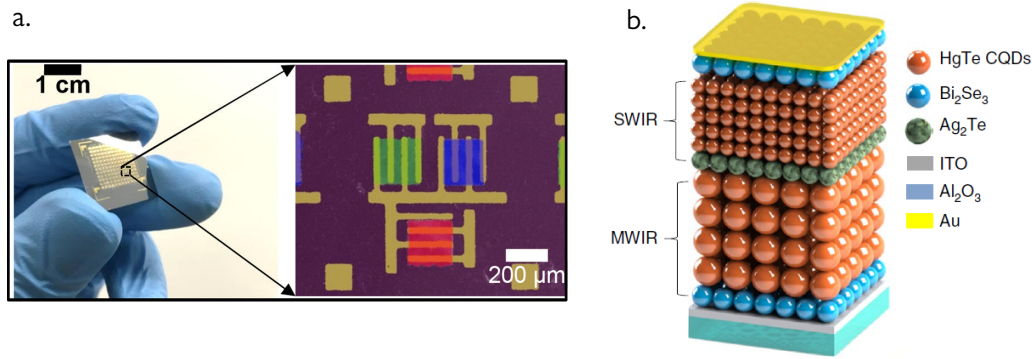 a.
1 cm
200 μm
b.
SWIR
MWIR
HgTe CQDs
Bi₂Se₃
Ag₂Te
ITO
Al₂O₃
Au